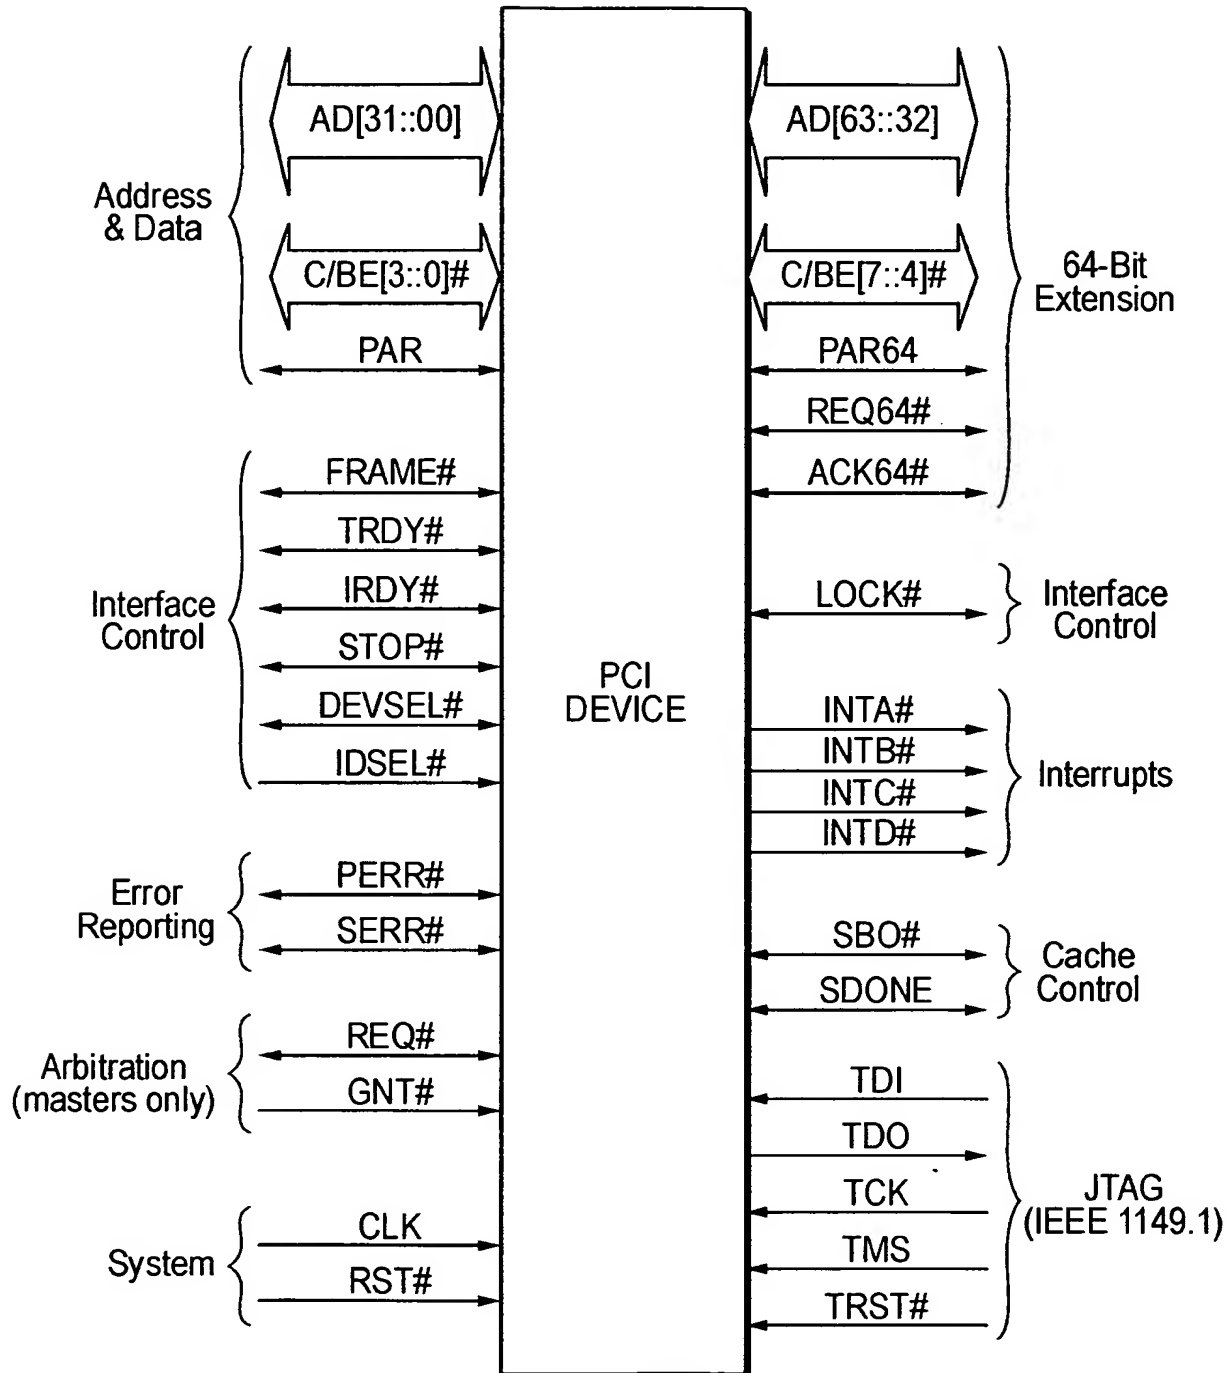 AD[31::00]
C/BE[3::0]#
PAR
Address
& Data
FRAME#
TRDY#
IRDY#
STOP#
DEVSEL#
IDSEL#
Interface
Control
PERR#
SERR#
Error
Reporting
REQ#
GNT#
Arbitration
(masters only)
CLK
RST#
System
PCI
DEVICE
AD[63::32]
C/BE[7::4]#
PAR64
REQ64#
ACK64#
64-Bit
Extension
LOCK#
Interface
Control
INTA#
INTB#
INTC#
INTD#
Interrupts
SBO#
SDONE
Cache
Control
TDI
TDO
TCK
TMS
TRST#
JTAG
(IEEE 1149.1)